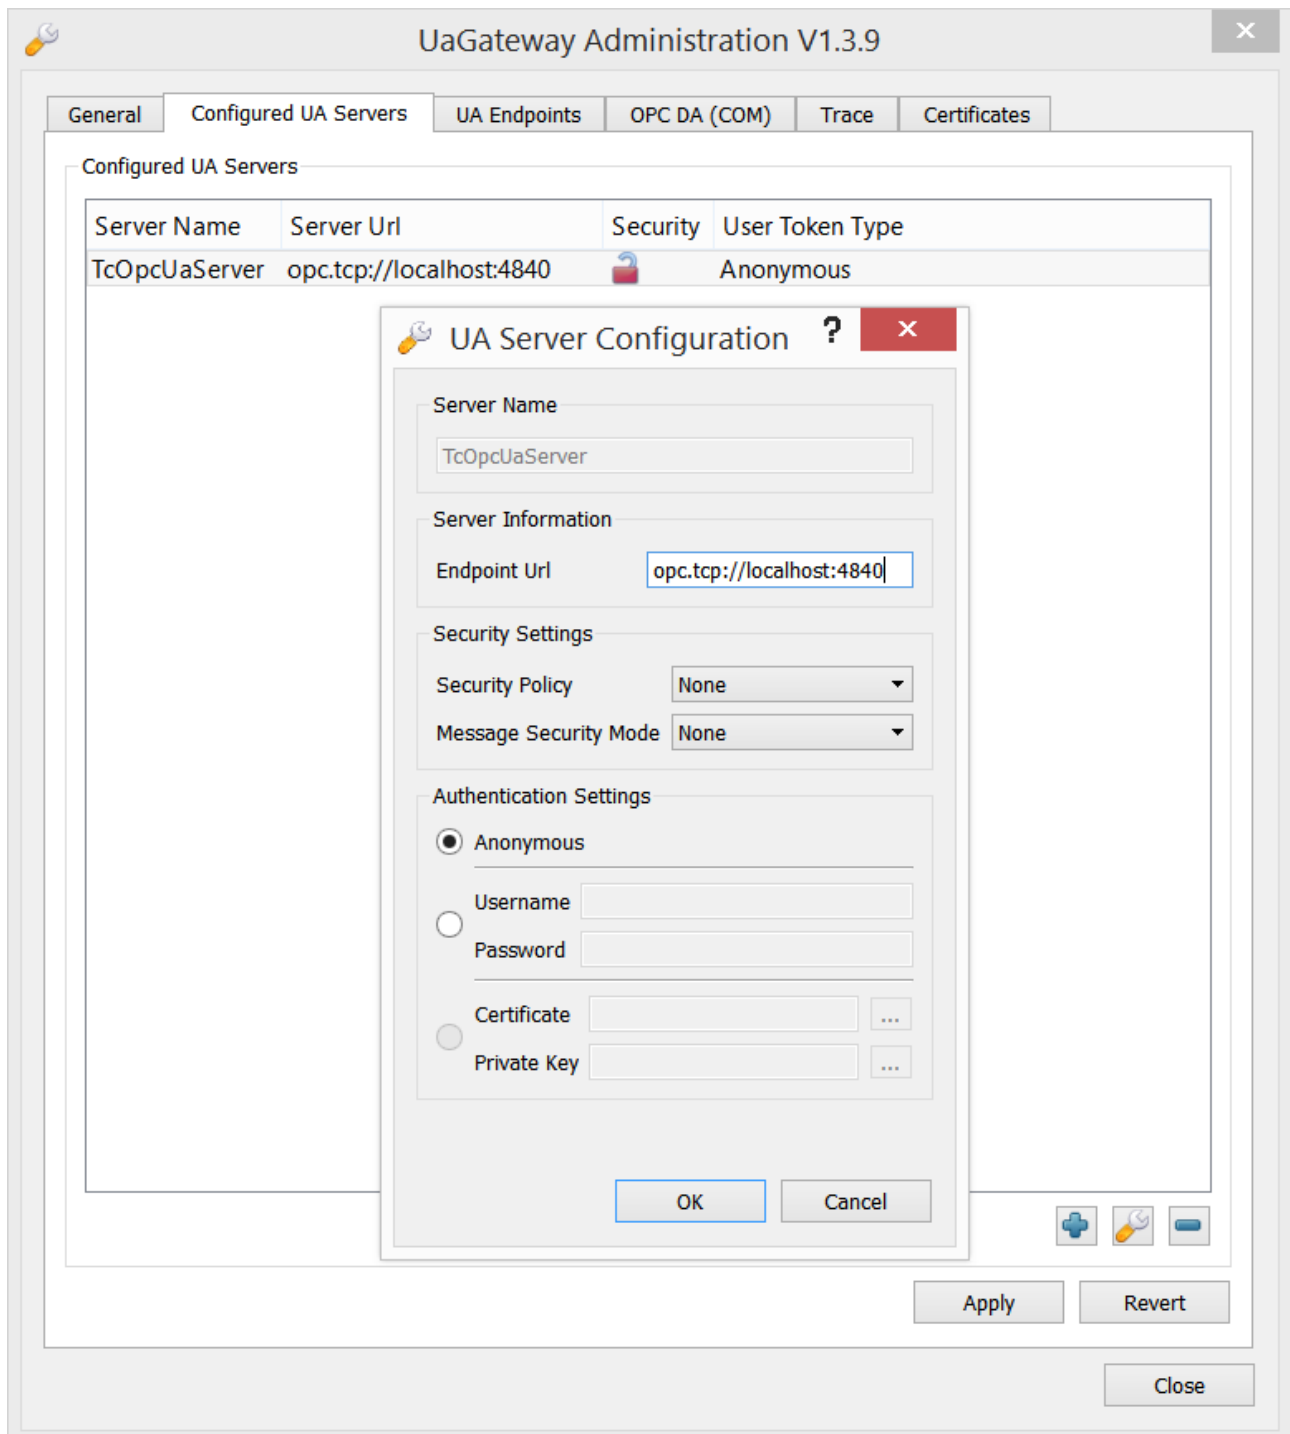 UaGateway Administration V1.3.9
General Configured UA Servers UA Endpoints OPC DA (COM) Trace Certificates
Configured UA Servers
Server Name Server Url Security User Token Type
TcOpcUaServer opc.tcp://localhost:4840 Anonymous
UA Server Configuration ?
Server Name
TcOpcUaServer
Server Information
Endpoint Url opc.tcp://localhost:4840
Security Settings
Security Policy None
Message Security Mode None
Authentication Settings
Anonymous
Username
Password
Certificate ...
Private Key ...
OK Cancel
Apply Revert
Close